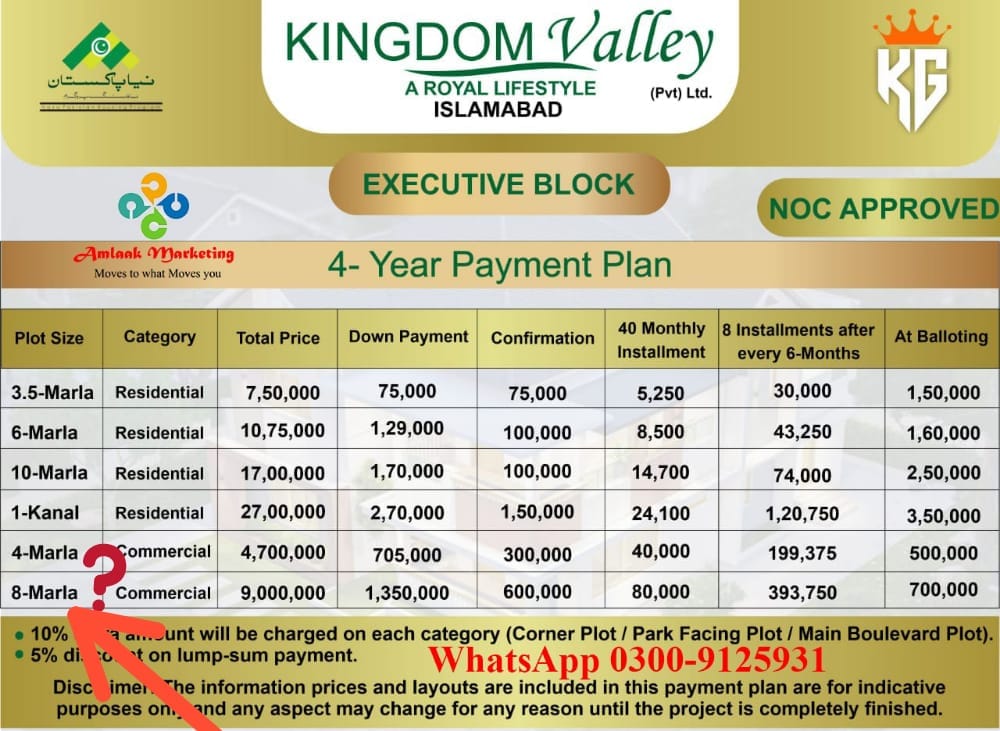 KINGDOM Valley
A ROYAL LIFESTYLE
(Pvt) Ltd.
ISLAMABAD
نیا پاکستان
KG
EXECUTIVE BLOCK
NOC APPROVED
Amlaak Marketing
Moves to what Moves you
4- Year Payment Plan
Plot Size Category Total Price Down Payment Confirmation 40 Monthly Installment 8 Installments after every 6-Months At Balloting
3.5-Marla Residential 7,50,000 75,000 75,000 5,250 30,000 1,50,000
6-Marla Residential 10,75,000 1,29,000 100,000 8,500 43,250 1,60,000
10-Marla Residential 17,00,000 1,70,000 100,000 14,700 74,000 2,50,000
1-Kanal Residential 27,00,000 2,70,000 1,50,000 24,100 1,20,750 3,50,000
4-Marla ? Commercial 4,700,000 705,000 300,000 40,000 199,375 500,000
8-Marla Commercial 9,000,000 1,350,000 600,000 80,000 393,750 700,000
• 10% amount will be charged on each category (Corner Plot / Park Facing Plot / Main Boulevard Plot).
• 5% discount on lump-sum payment.
WhatsApp 0300-9125931
Disclaimer: The information prices and layouts are included in this payment plan are for indicative
purposes only and any aspect may change for any reason until the project is completely finished.